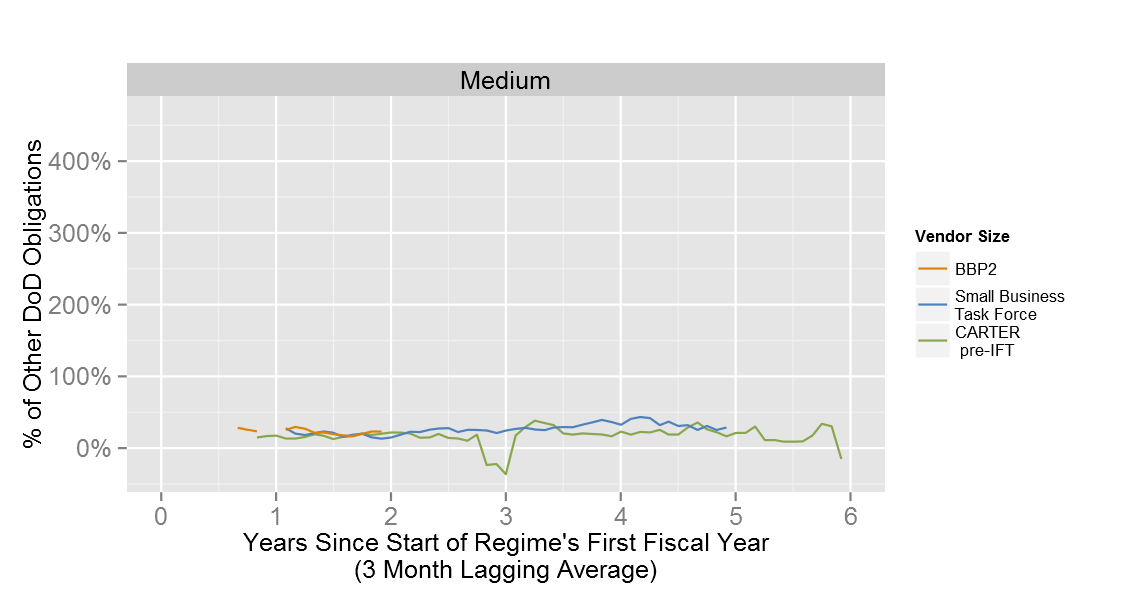 Medium
% of Other DoD Obligations
400%
300%
200%
100%
0%
0 1 2 3 4 5 6
Years Since Start of Regime's First Fiscal Year
(3 Month Lagging Average)
Vendor Size
BBP2
Small Business
Task Force
CARTER
pre-IFT